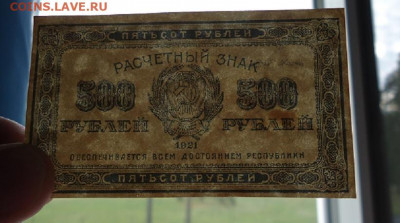 COINS.LAVE.RU
ПЯТЬСОТ РУБЛЕЙ
РАСЧЕТНЫЙ ЗНАК
500 500
РУБЛЕЙ РУБЛЕЙ
1921
ОБЕСПЕЧИВАЕТСЯ ВСЕМ ДОСТОЯНИЕМ РЕСПУБЛИКИ
ПЯТЬСОТ РУБЛЕЙ